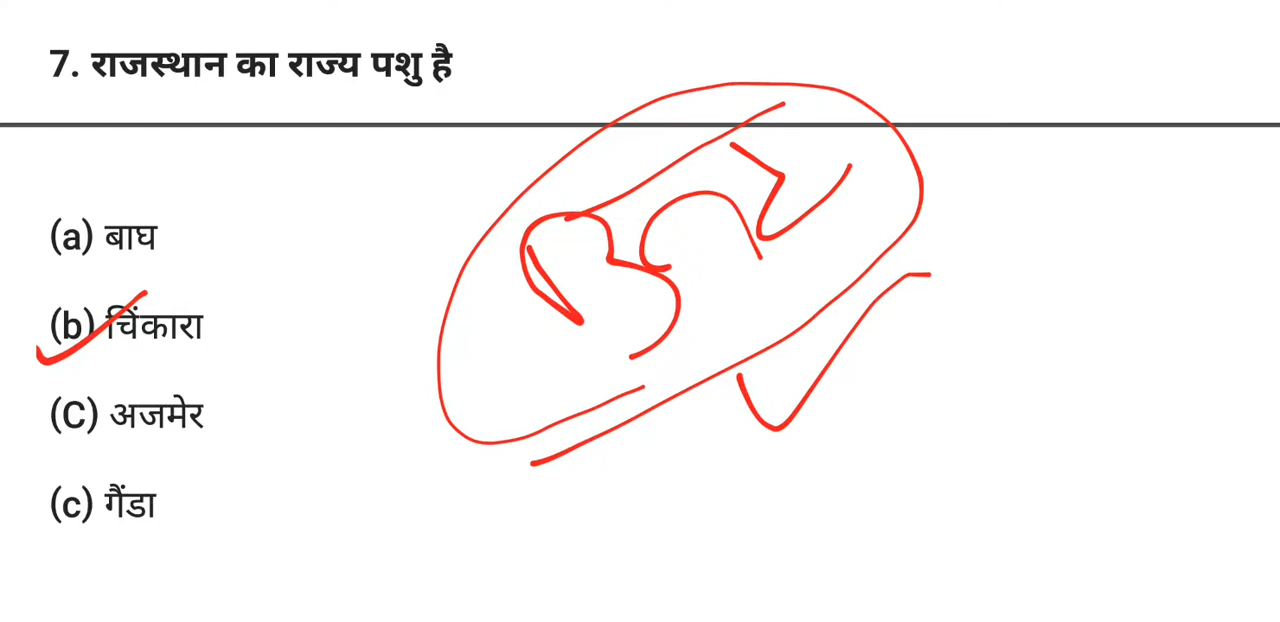 7. राजस्थान का राज्य पशु है
(a) बाघ
(b) चिंकारा
(C) अजमेर
(c) गैंडा